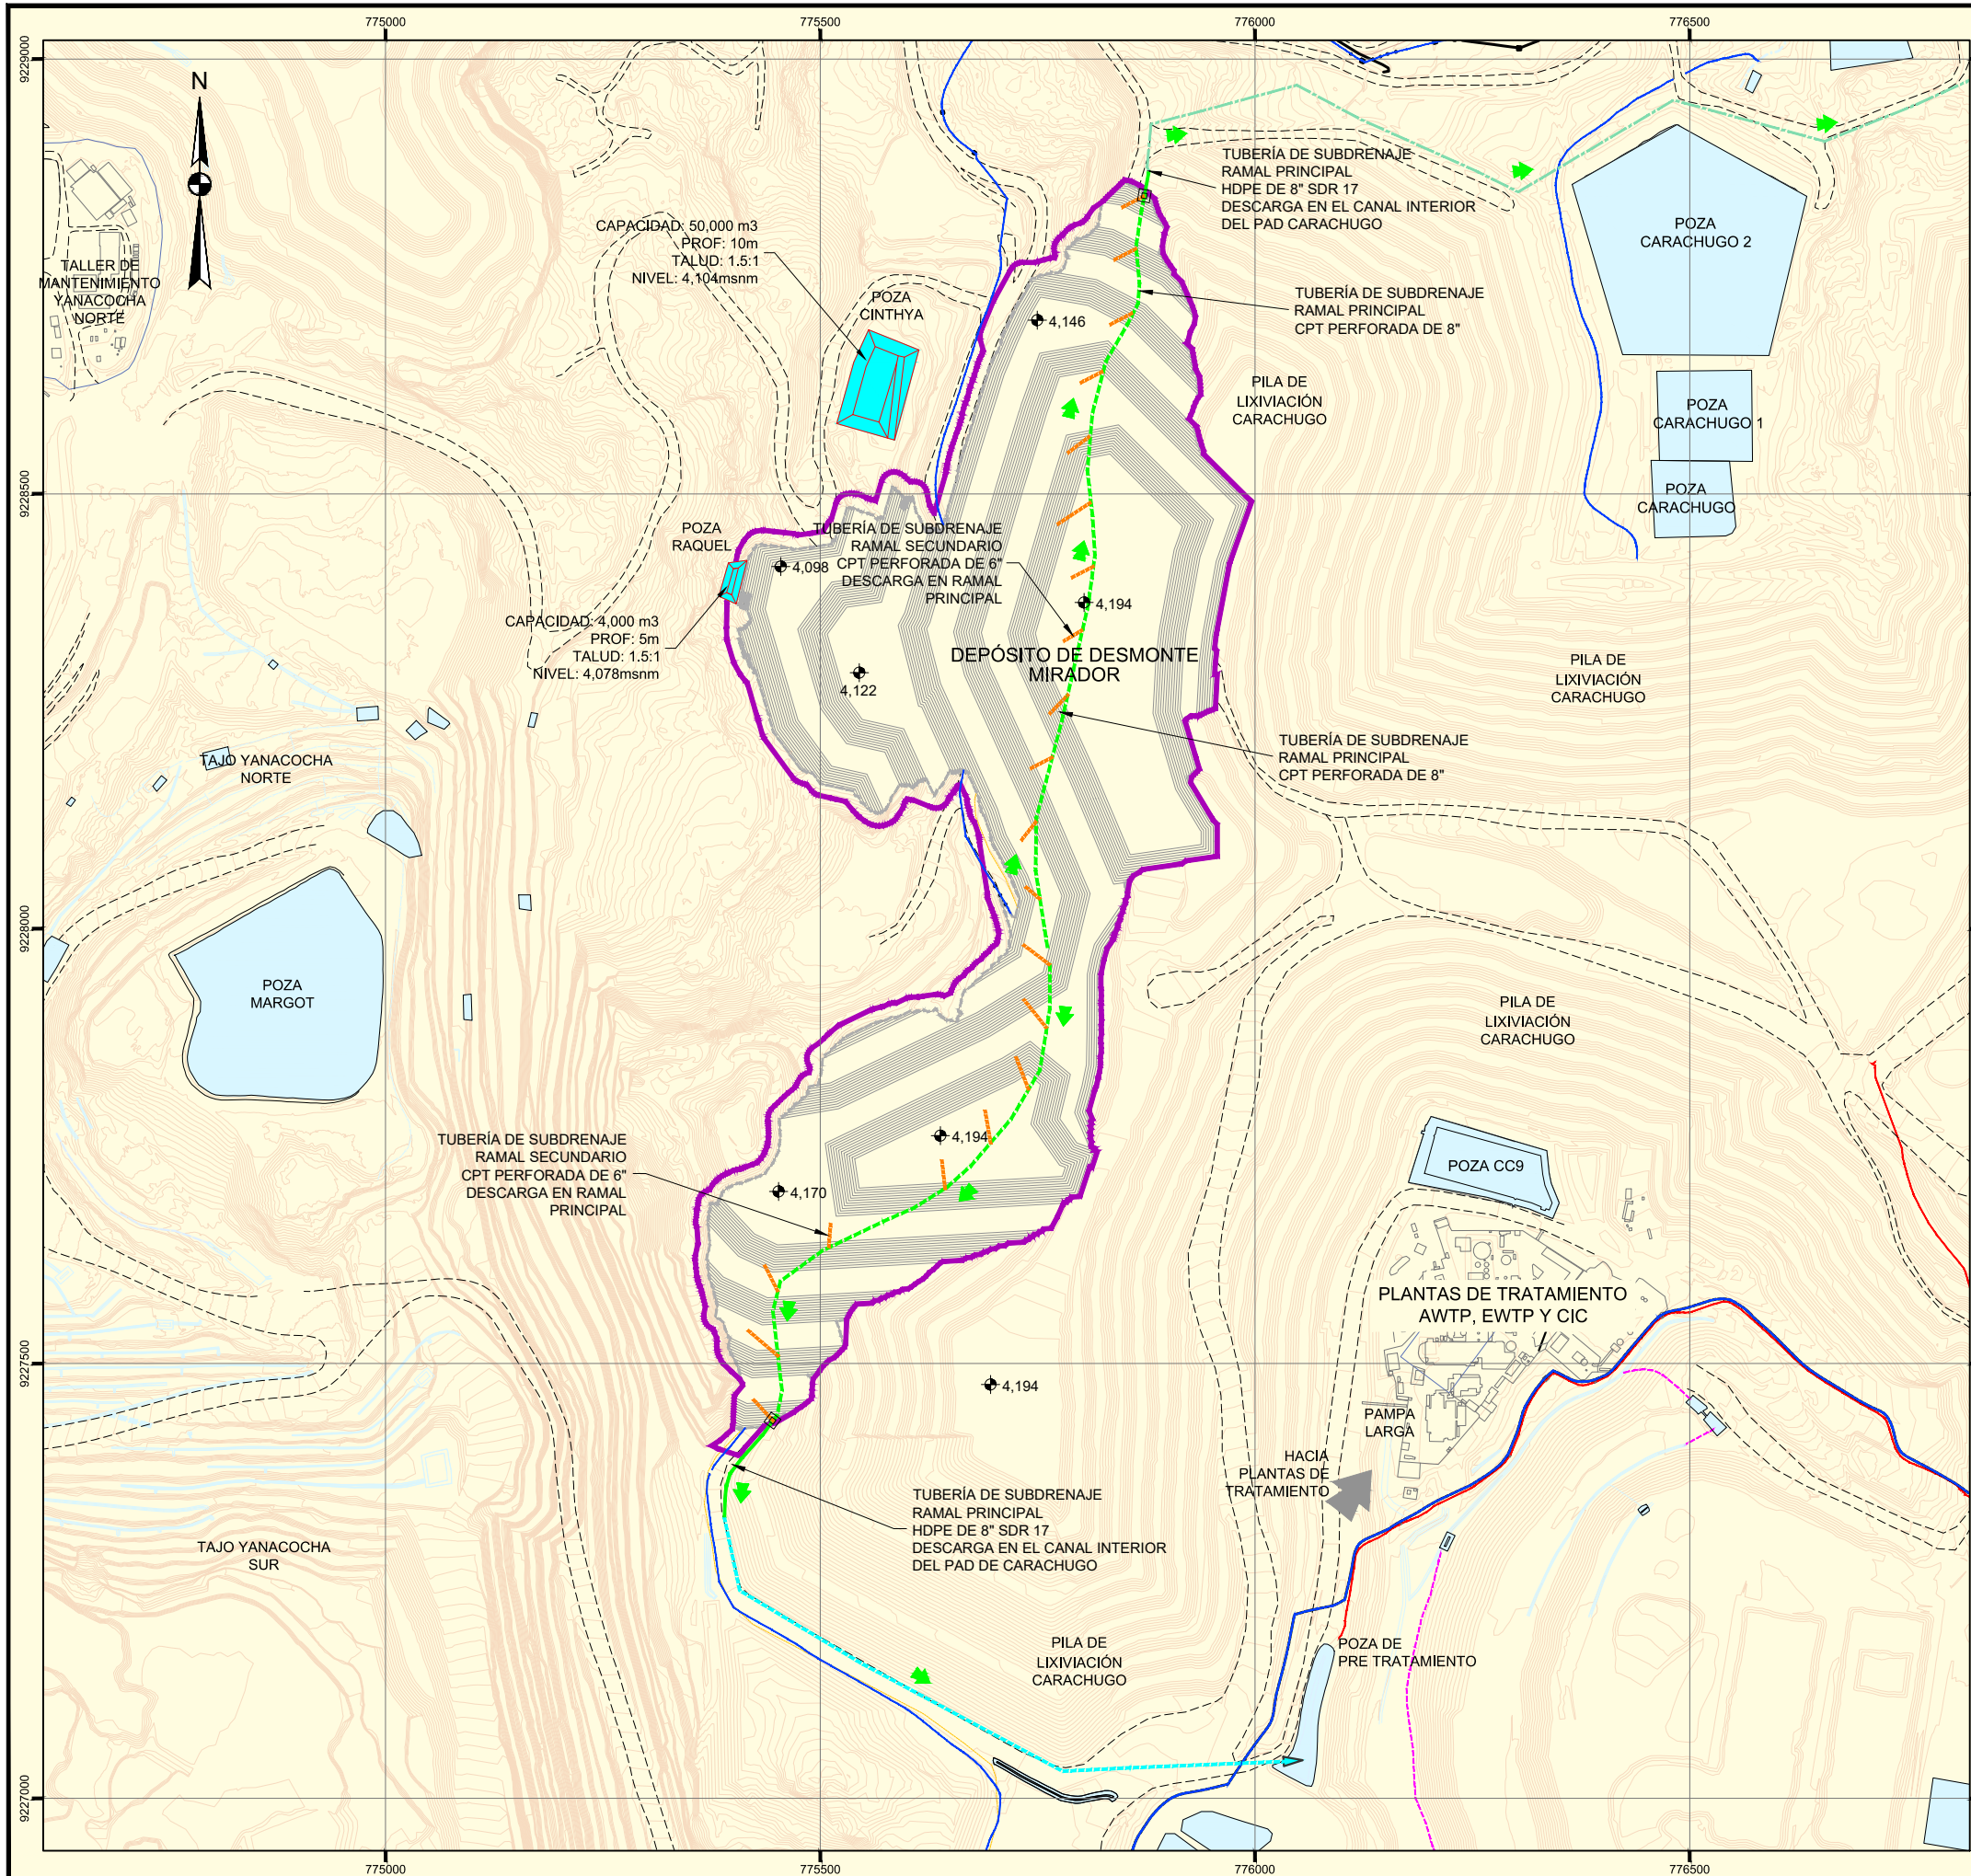 775000
775500
776000
776500
9229000
N
TUBERÍA DE SUBDRENAJE
RAMAL PRINCIPAL
HDPE DE 8" SDR 17
DESCARGA EN EL CANAL INTERIOR
DEL PAD CARACHUGO
CAPACIDAD: 50,000 m3
PROF: 10m
TALUD: 1.5:1
NIVEL: 4,104msnm
POZA
CARACHUGO 2
TALLER DE
MANTENIMIENTO
YANACOCHA
NORTE
POZA
CINTHYA
TUBERÍA DE SUBDRENAJE
RAMAL PRINCIPAL
CPT PERFORADA DE 8"
4,146
PILA DE
LIXIVIACIÓN
CARACHUGO
POZA
CARACHUGO 1
9228500
POZA
CARACHUGO
POZA
RAQUEL
TUBERÍA DE SUBDRENAJE
RAMAL SECUNDARIO
CPT PERFORADA DE 6"
DESCARGA EN RAMAL
PRINCIPAL
4,098
4,194
CAPACIDAD: 4,000 m3
PROF: 5m
TALUD: 1.5:1
NIVEL: 4,078msnm
DEPÓSITO DE DESMONTE
MIRADOR
4,122
PILA DE
LIXIVIACIÓN
CARACHUGO
TUBERÍA DE SUBDRENAJE
RAMAL PRINCIPAL
CPT PERFORADA DE 8"
TAJO YANACOCHA
NORTE
9228000
POZA
MARGOT
PILA DE
LIXIVIACIÓN
CARACHUGO
TUBERÍA DE SUBDRENAJE
RAMAL SECUNDARIO
CPT PERFORADA DE 6"
DESCARGA EN RAMAL
PRINCIPAL
4,194
4,170
POZA CC9
PLANTAS DE TRATAMIENTO
AWTP, EWTP Y CIC
9227500
4,194
PAMPA
LARGA
HACIA
PLANTAS DE
TRATAMIENTO
TUBERÍA DE SUBDRENAJE
RAMAL PRINCIPAL
HDPE DE 8" SDR 17
DESCARGA EN EL CANAL INTERIOR
DEL PAD DE CARACHUGO
TAJO YANACOCHA
SUR
PILA DE
LIXIVIACIÓN
CARACHUGO
POZA DE
PRE TRATAMIENTO
9227000
775000
775500
776000
776500